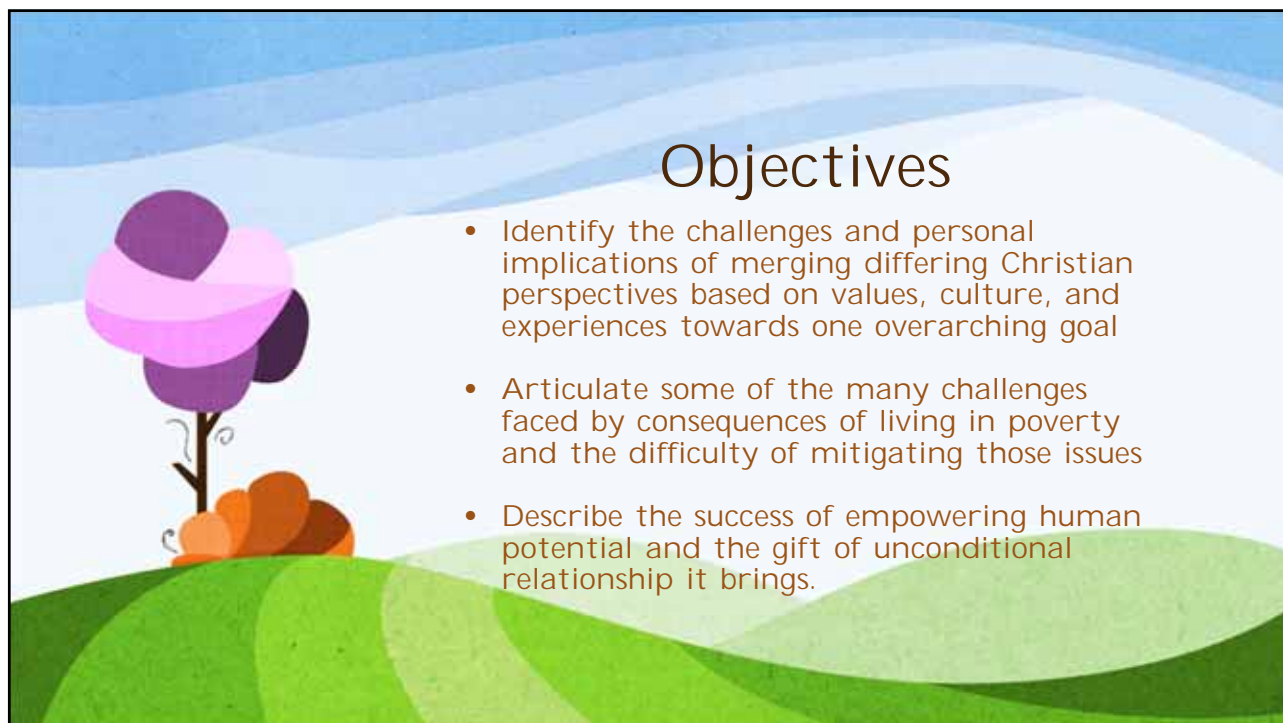 Objectives
• Identify the challenges and personal
implications of merging differing Christian
perspectives based on values, culture, and
experiences towards one overarching goal
• Articulate some of the many challenges
faced by consequences of living in poverty
and the difficulty of mitigating those issues
• Describe the success of empowering human
potential and the gift of unconditional
relationship it brings.